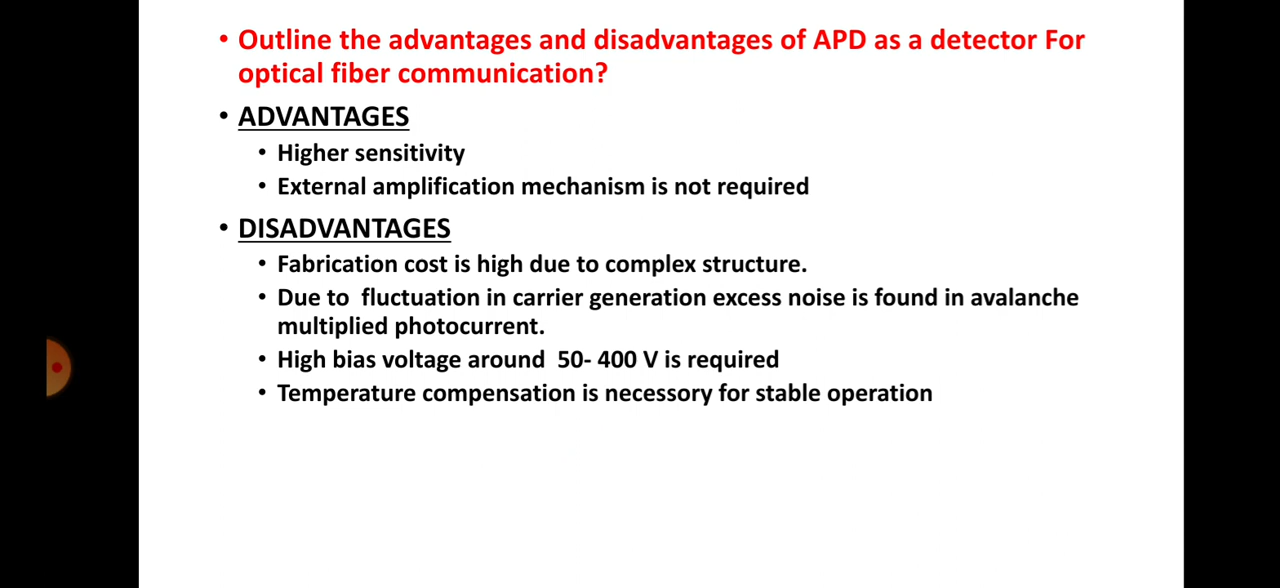 • Outline the advantages and disadvantages of APD as a detector For
optical fiber communication?
• ADVANTAGES
• Higher sensitivity
• External amplification mechanism is not required
• DISADVANTAGES
• Fabrication cost is high due to complex structure.
• Due to  fluctuation in carrier generation excess noise is found in avalanche
multiplied photocurrent.
• High bias voltage around  50- 400 V is required
• Temperature compensation is necessary for stable operation